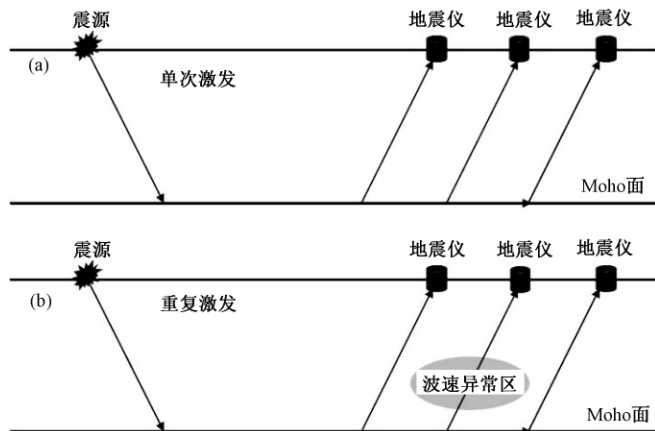 震源 地震仪 地震仪 地震仪
(a)
单次激发
Moho面
震源 地震仪 地震仪 地震仪
(b)
重复激发
波速异常区
Moho面